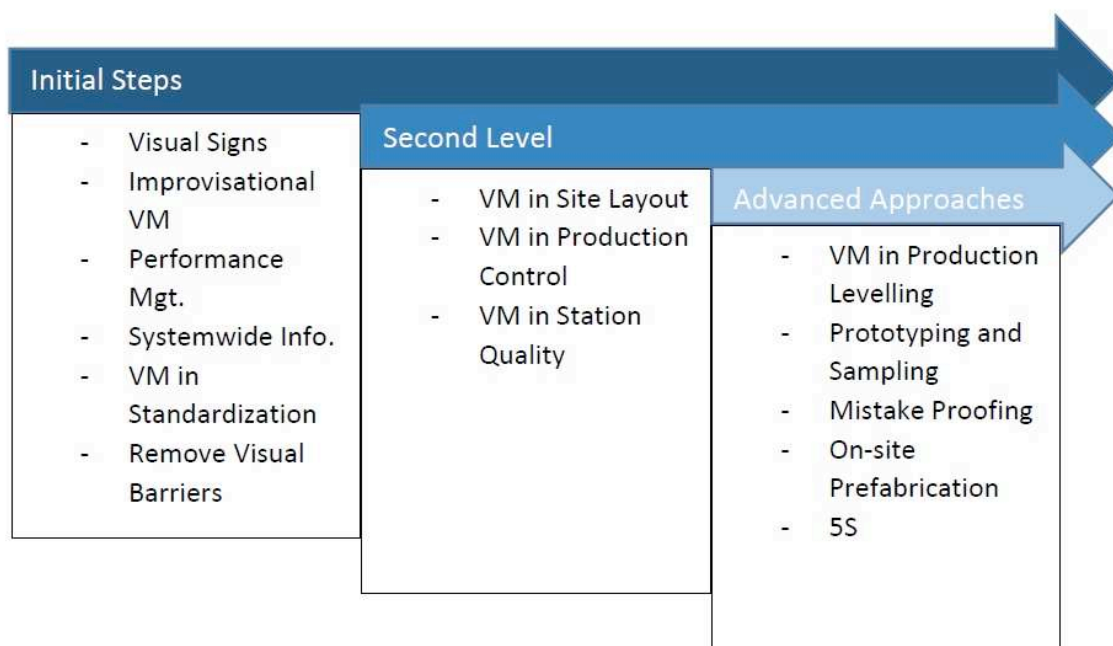 Initial Steps
- Visual Signs
- Improvisational
VM
- Performance
Mgt.
- Systemwide Info.
- VM in
Standardization
- Remove Visual
Barriers
Second Level
- VM in Site Layout
- VM in Production
Control
- VM in Station
Quality
Advanced Approaches
- VM in Production
Levelling
- Prototyping and
Sampling
- Mistake Proofing
- On-site
Prefabrication
- 5S